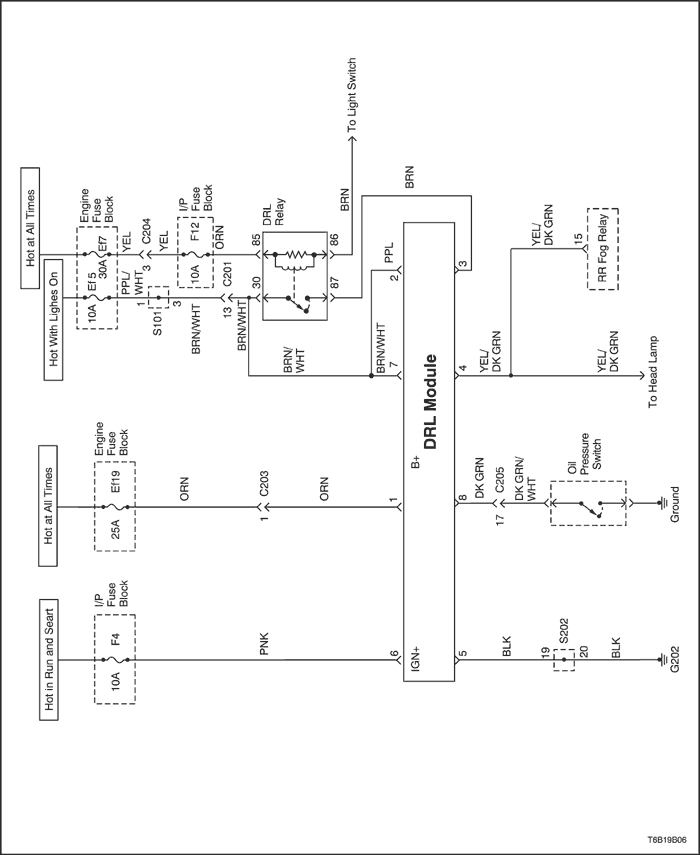 Hot at All Times
Hot With Lighes On
Engine
Fuse
Block
Ef7
30A
Ef 5
10A
YEL
C204
3
YEL
I/P
Fuse
Block
F12
10A
ORN
PPL/
WHT
1
S101
3
BRN/WHT
C201
13
BRN/WHT
DRL
Relay
85
86
30
87
BRN
To Light Switch
BRN
BRN/
WHT
BRN/WHT
PPL
2
3
7
4
DRL Module
YEL/
DK GRN
YEL/
DK GRN
15
RR Fog Relay
YEL/
DK GRN
To Head Lamp
Hot at All Times
Engine
Fuse
Block
Ef19
25A
ORN
C203
1
ORN
1
B+
8
DK GRN
C205
17
DK GRN/
WHT
Oil
Pressure
Switch
Ground
Hot in Run and Seart
I/P
Fuse
Block
F4
10A
PNK
6
IGN+
5
BLK
19
S202
20
BLK
G202
T6B19B06